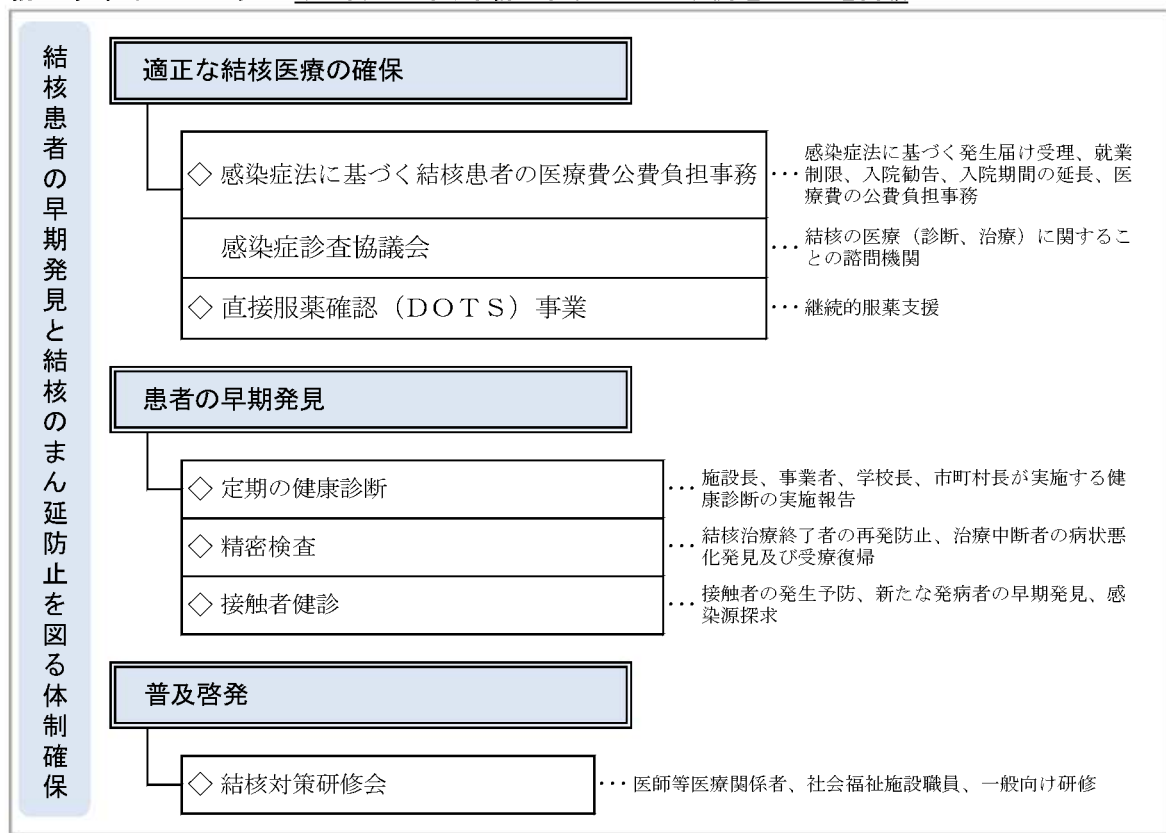 結核患者の早期発見と結核のまん延防止を図る体制確保
適正な結核医療の確保
◇ 感染症法に基づく結核患者の医療費公費負担事務
・・・感染症法に基づく発生届け受理、就業
制限、入院勧告、入院期間の延長、医
療費の公費負担事務
感染症診査協議会
・・・結核の医療（診断、治療）に関するこ
との諮問機関
◇ 直接服薬確認（ＤＯＴＳ）事業
・・・継続的服薬支援
患者の早期発見
◇ 定期の健康診断
・・・施設長、事業者、学校長、市町村長が実施する健
康診断の実施報告
◇ 精密検査
・・・結核治療終了者の再発防止、治療中断者の病状悪
化発見及び受療復帰
◇ 接触者健診
・・・接触者の発生予防、新たな発病者の早期発見、感
染源探求
普及啓発
◇ 結核対策研修会
・・・医師等医療関係者、社会福祉施設職員、一般向け研修